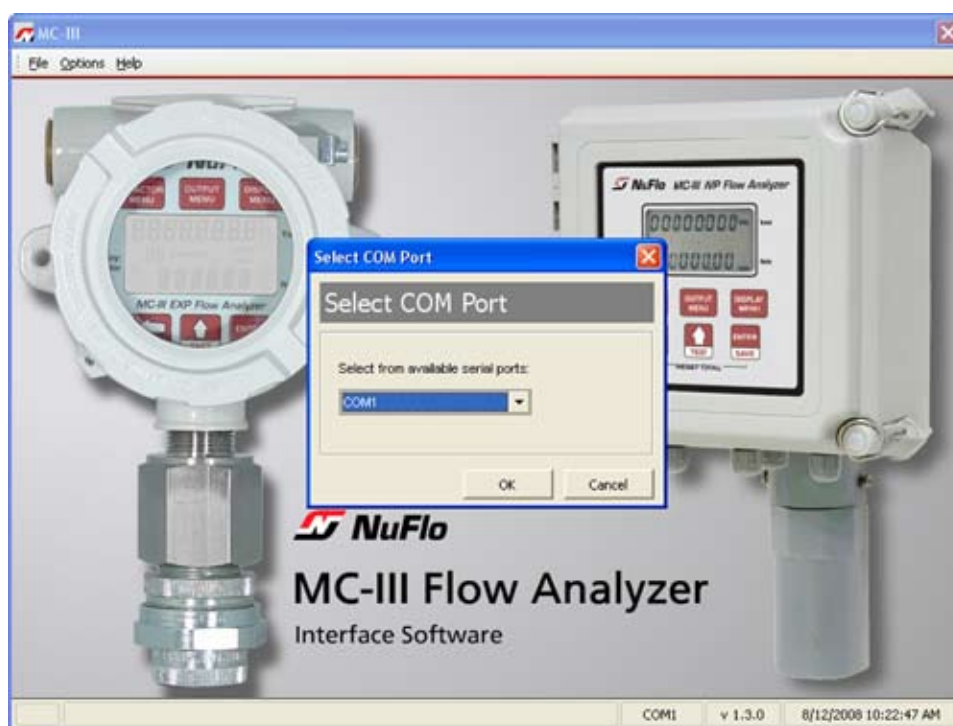 MC-III
File Options Help
NuFlo
OUTPUT
MENU
MC-III EXP Flow Analyzer
NuFlo MC-III WP Flow Analyzer
OUTPUT
MENU
DISPLAY
MENU
TEST
ENTER
SAVE
RESET TOTAL
Select COM Port
Select COM Port
Select from available serial ports:
COM1
OK Cancel
NuFlo
MC-III Flow Analyzer
Interface Software
COM1 v 1.3.0 8/12/2008 10:22:47 AM